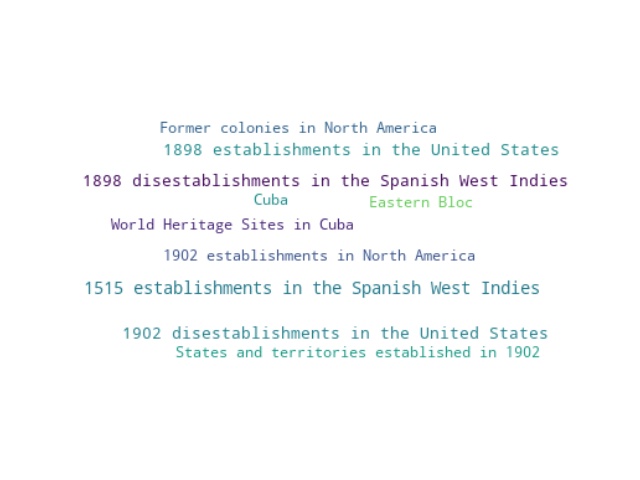 Former colonies in North America
1898 establishments in the United States
1898 disestablishments in the Spanish West Indies
Cuba
Eastern Bloc
World Heritage Sites in Cuba
1902 establishments in North America
1515 establishments in the Spanish West Indies
1902 disestablishments in the United States
States and territories established in 1902